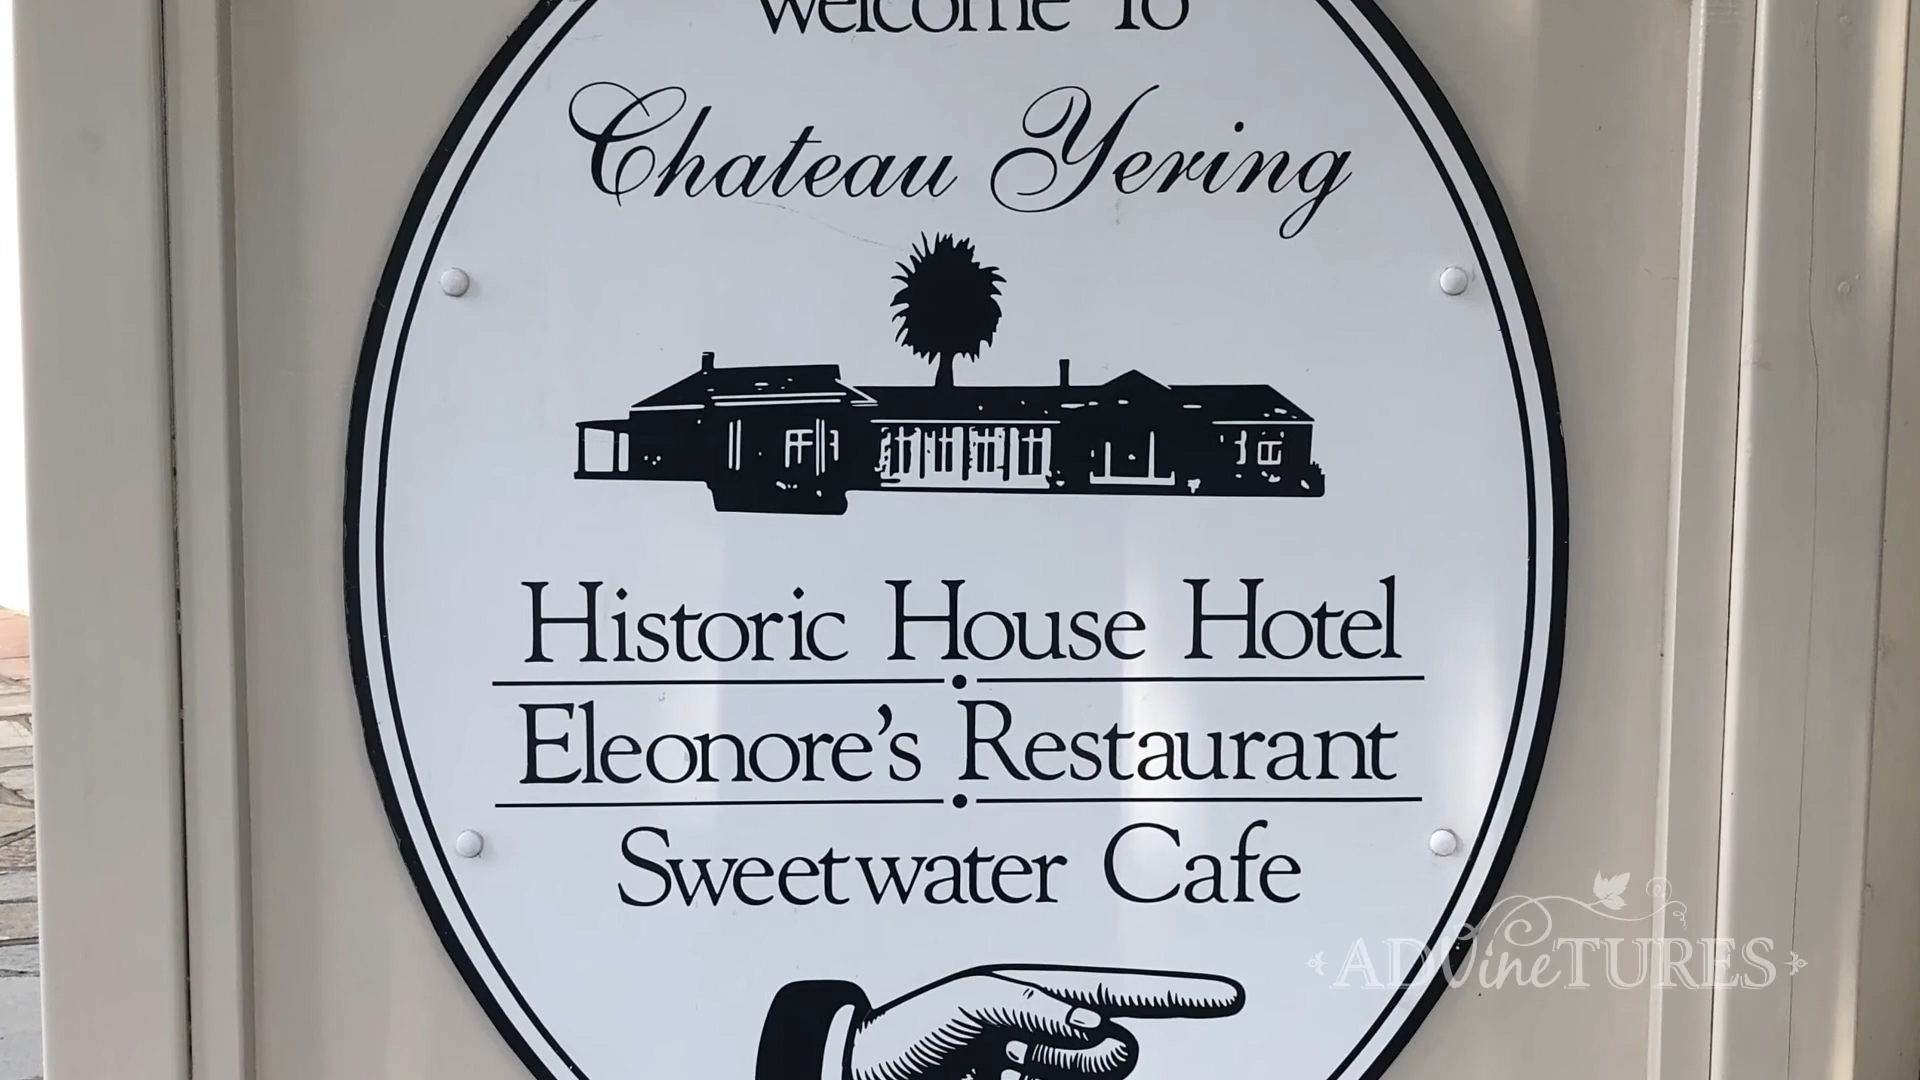 Welcome To
Chateau Yering
Historic House Hotel
Eleonore's Restaurant
Sweetwater Cafe
ADVineTURES